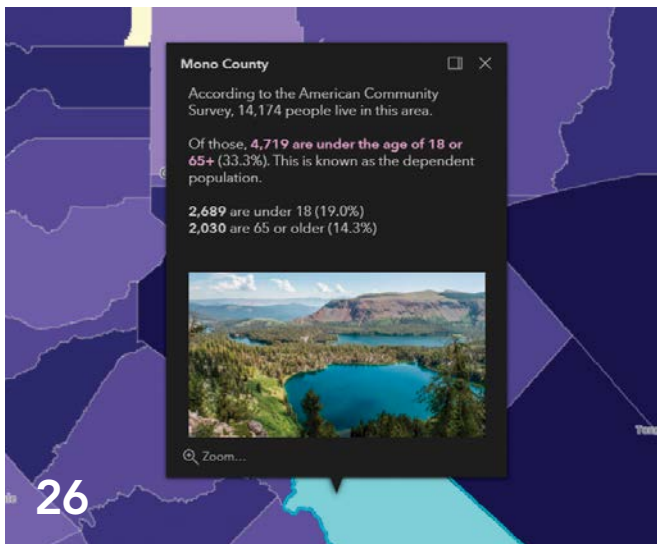 Mono County
According to the American Community
Survey, 14,174 people live in this area.
Of those, 4,719 are under the age of 18 or
65+ (33.3%). This is known as the dependent
population.
2,689 are under 18 (19.0%)
2,030 are 65 or older (14.3%)
Zoom...
26